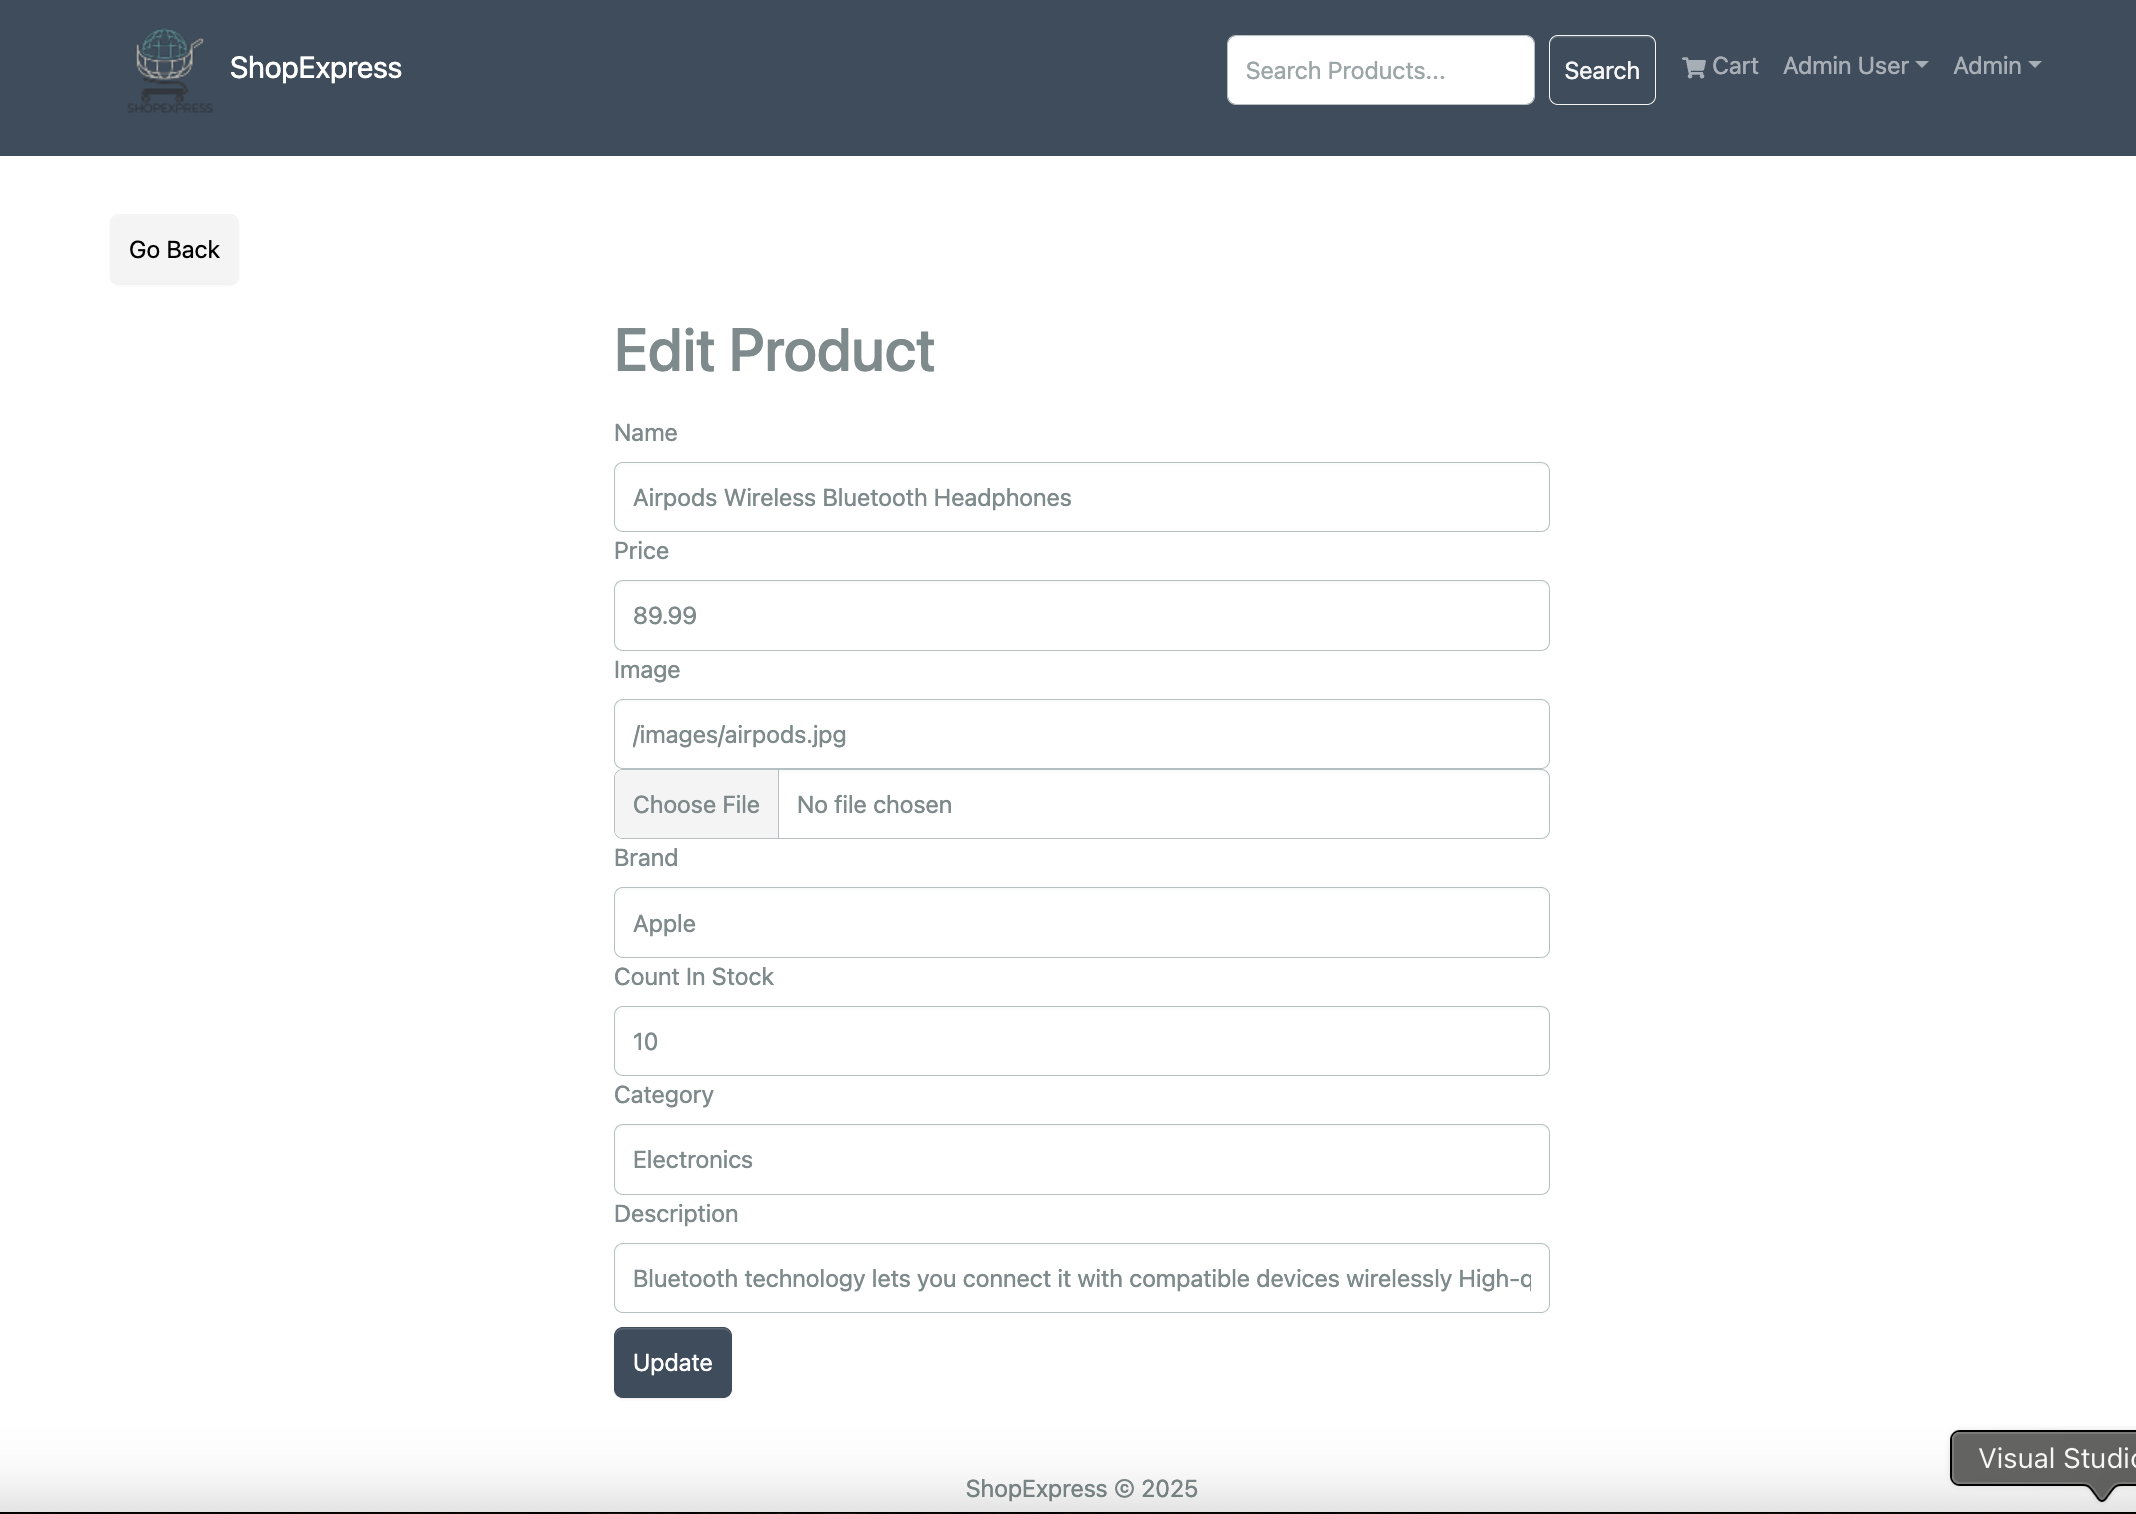 SHOPEXPRESS
ShopExpress
Search Products...
Search
Cart
Admin User
Admin
Go Back
Edit Product
Name
Airpods Wireless Bluetooth Headphones
Price
89.99
Image
/images/airpods.jpg
Choose File
No file chosen
Brand
Apple
Count In Stock
10
Category
Electronics
Description
Bluetooth technology lets you connect it with compatible devices wirelessly High-q
Update
Visual Studio
ShopExpress © 2025